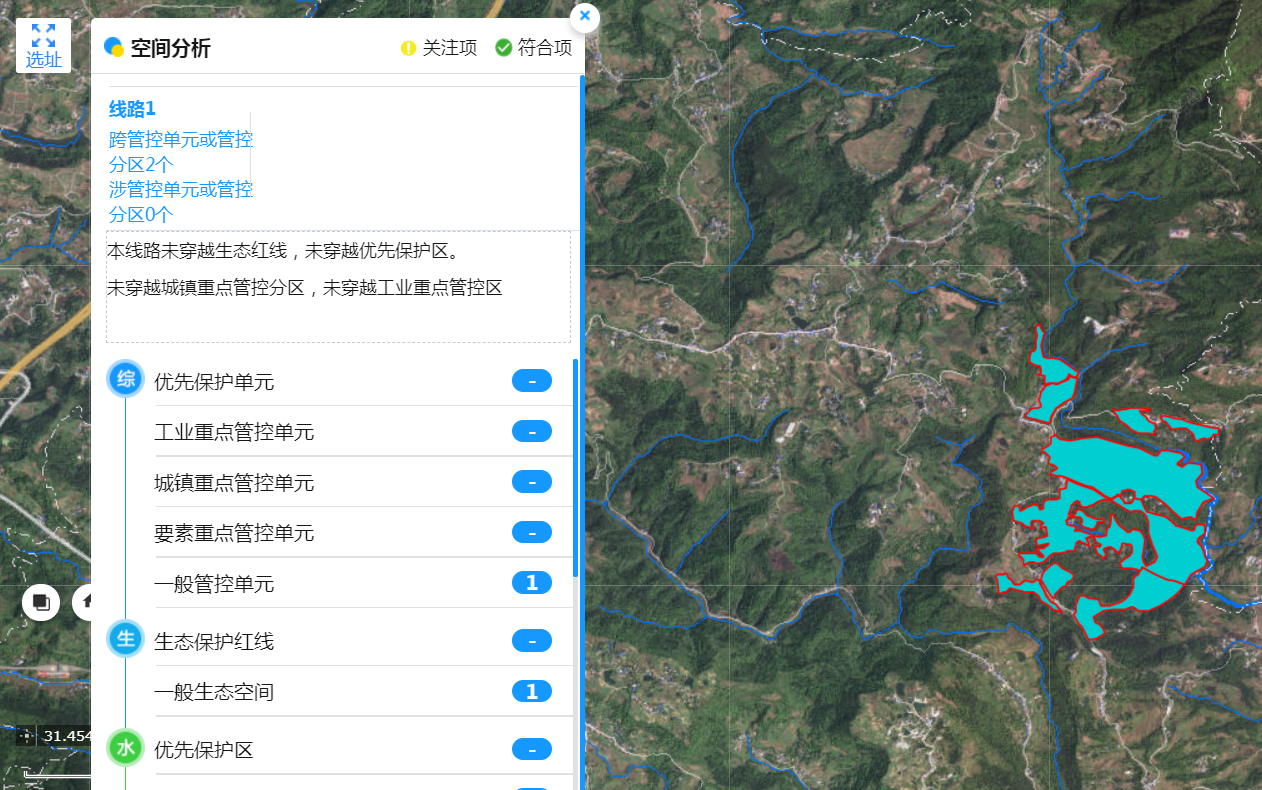 选址
空间分析
关注项
符合项
线路1
跨管控单元或管控
分区2个
涉管控单元或管控
分区0个
本线路未穿越生态红线，未穿越优先保护区。
未穿越城镇重点管控分区，未穿越工业重点管控区
综
优先保护单元 -
工业重点管控单元 -
城镇重点管控单元 -
要素重点管控单元 -
一般管控单元 1
生
生态保护红线 -
一般生态空间 1
水
优先保护区 -
31.454